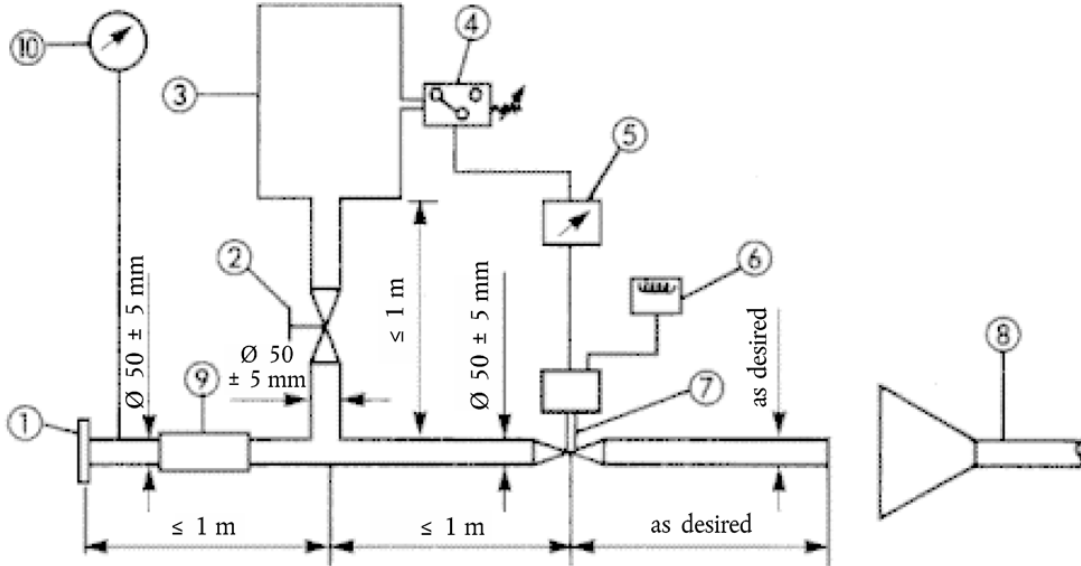 10
3
4
5
2
6
≤ 1 m
Ø 50 ± 5 mm
Ø 50 ± 5 mm
Ø 50
± 5 mm
as desired
8
9
7
1
≤ 1 m
≤ 1 m
as desired